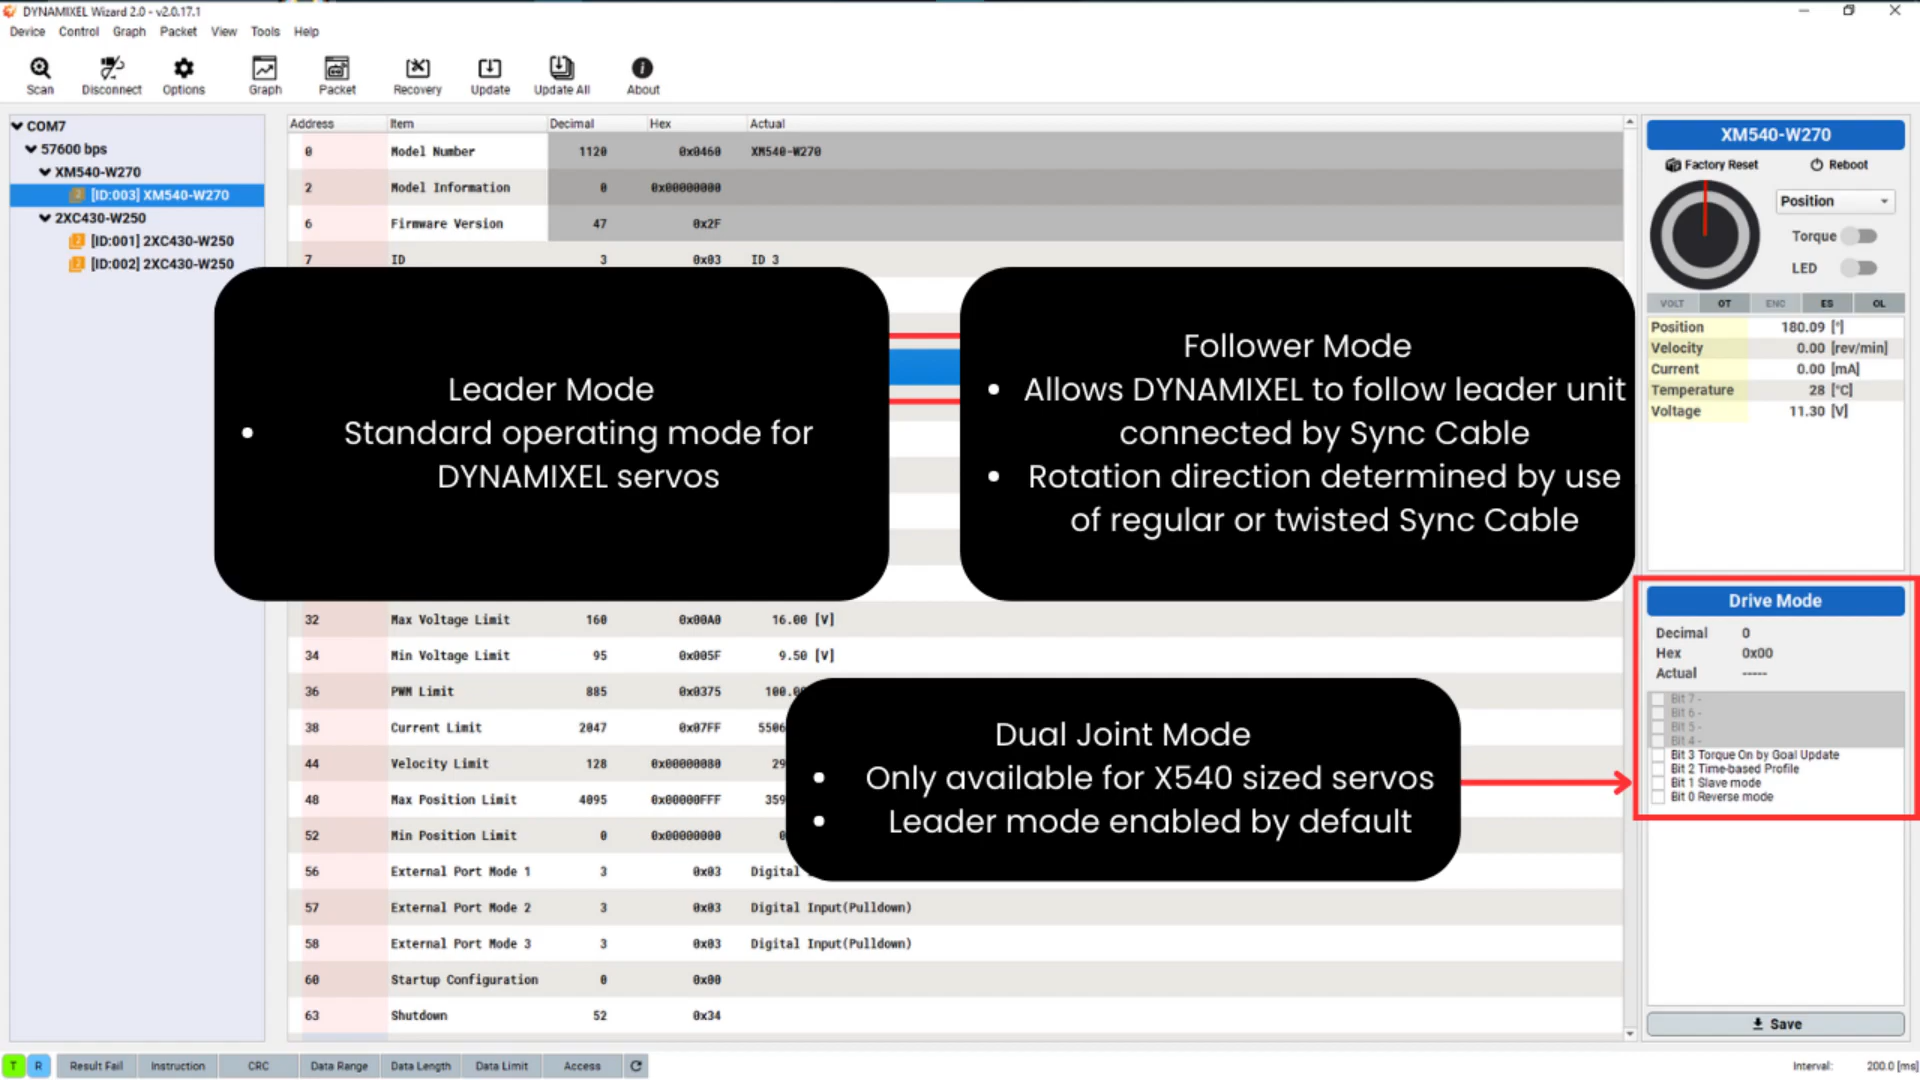 DYNAMIXEL Wizard 2.0 - v2.0.17.1
Device Control Graph Packet View Tools Help
Scan Disconnect Options Graph Packet Recovery Update Update All About
COM7
57600 bps
XM540-W270
[ID:003] XM540-W270
2XC430-W250
[ID:001] 2XC430-W250
[ID:002] 2XC430-W250
Address Item Decimal Hex Actual
0 Model Number 1120 0x0460 XM540-W270
2 Model Information 0 0x00000000
6 Firmware Version 47 0x2F
7 ID 3 0x03 ID 3
Leader Mode
• Standard operating mode for
DYNAMIXEL servos
Follower Mode
• Allows DYNAMIXEL to follow leader unit
connected by Sync Cable
• Rotation direction determined by use
of regular or twisted Sync Cable
32 Max Voltage Limit 160 0x00A0 16.00 [V]
34 Min Voltage Limit 95 0x005F 9.50 [V]
36 PWM Limit 885 0x0375 100.0
38 Current Limit 2047 0x07FF 5506
44 Velocity Limit 128 0x00000080 29
48 Max Position Limit 4095 0x00000FFF 359
52 Min Position Limit 0 0x00000000 0
56 External Port Mode 1 3 0x03 Digital
57 External Port Mode 2 3 0x03 Digital Input(Pulldown)
58 External Port Mode 3 3 0x03 Digital Input(Pulldown)
60 Startup Configuration 0 0x00
63 Shutdown 52 0x34
Dual Joint Mode
• Only available for X540 sized servos
• Leader mode enabled by default
XM540-W270
Factory Reset Reboot
Position
Torque
LED
VOLT OT ENC ES OL
Position 180.09 [°]
Velocity 0.00 [rev/min]
Current 0.00 [mA]
Temperature 28 [°C]
Voltage 11.30 [V]
Drive Mode
Decimal 0
Hex 0x00
Actual -----
Bit 7 -
Bit 6 -
Bit 5 -
Bit 4 -
Bit 3 Torque On by Goal Update
Bit 2 Time-based Profile
Bit 1 Slave mode
Bit 0 Reverse mode
Save
T R Result Fail Instruction CRC Data Range Data Length Data Limit Access Interval: 200.0 [ms]